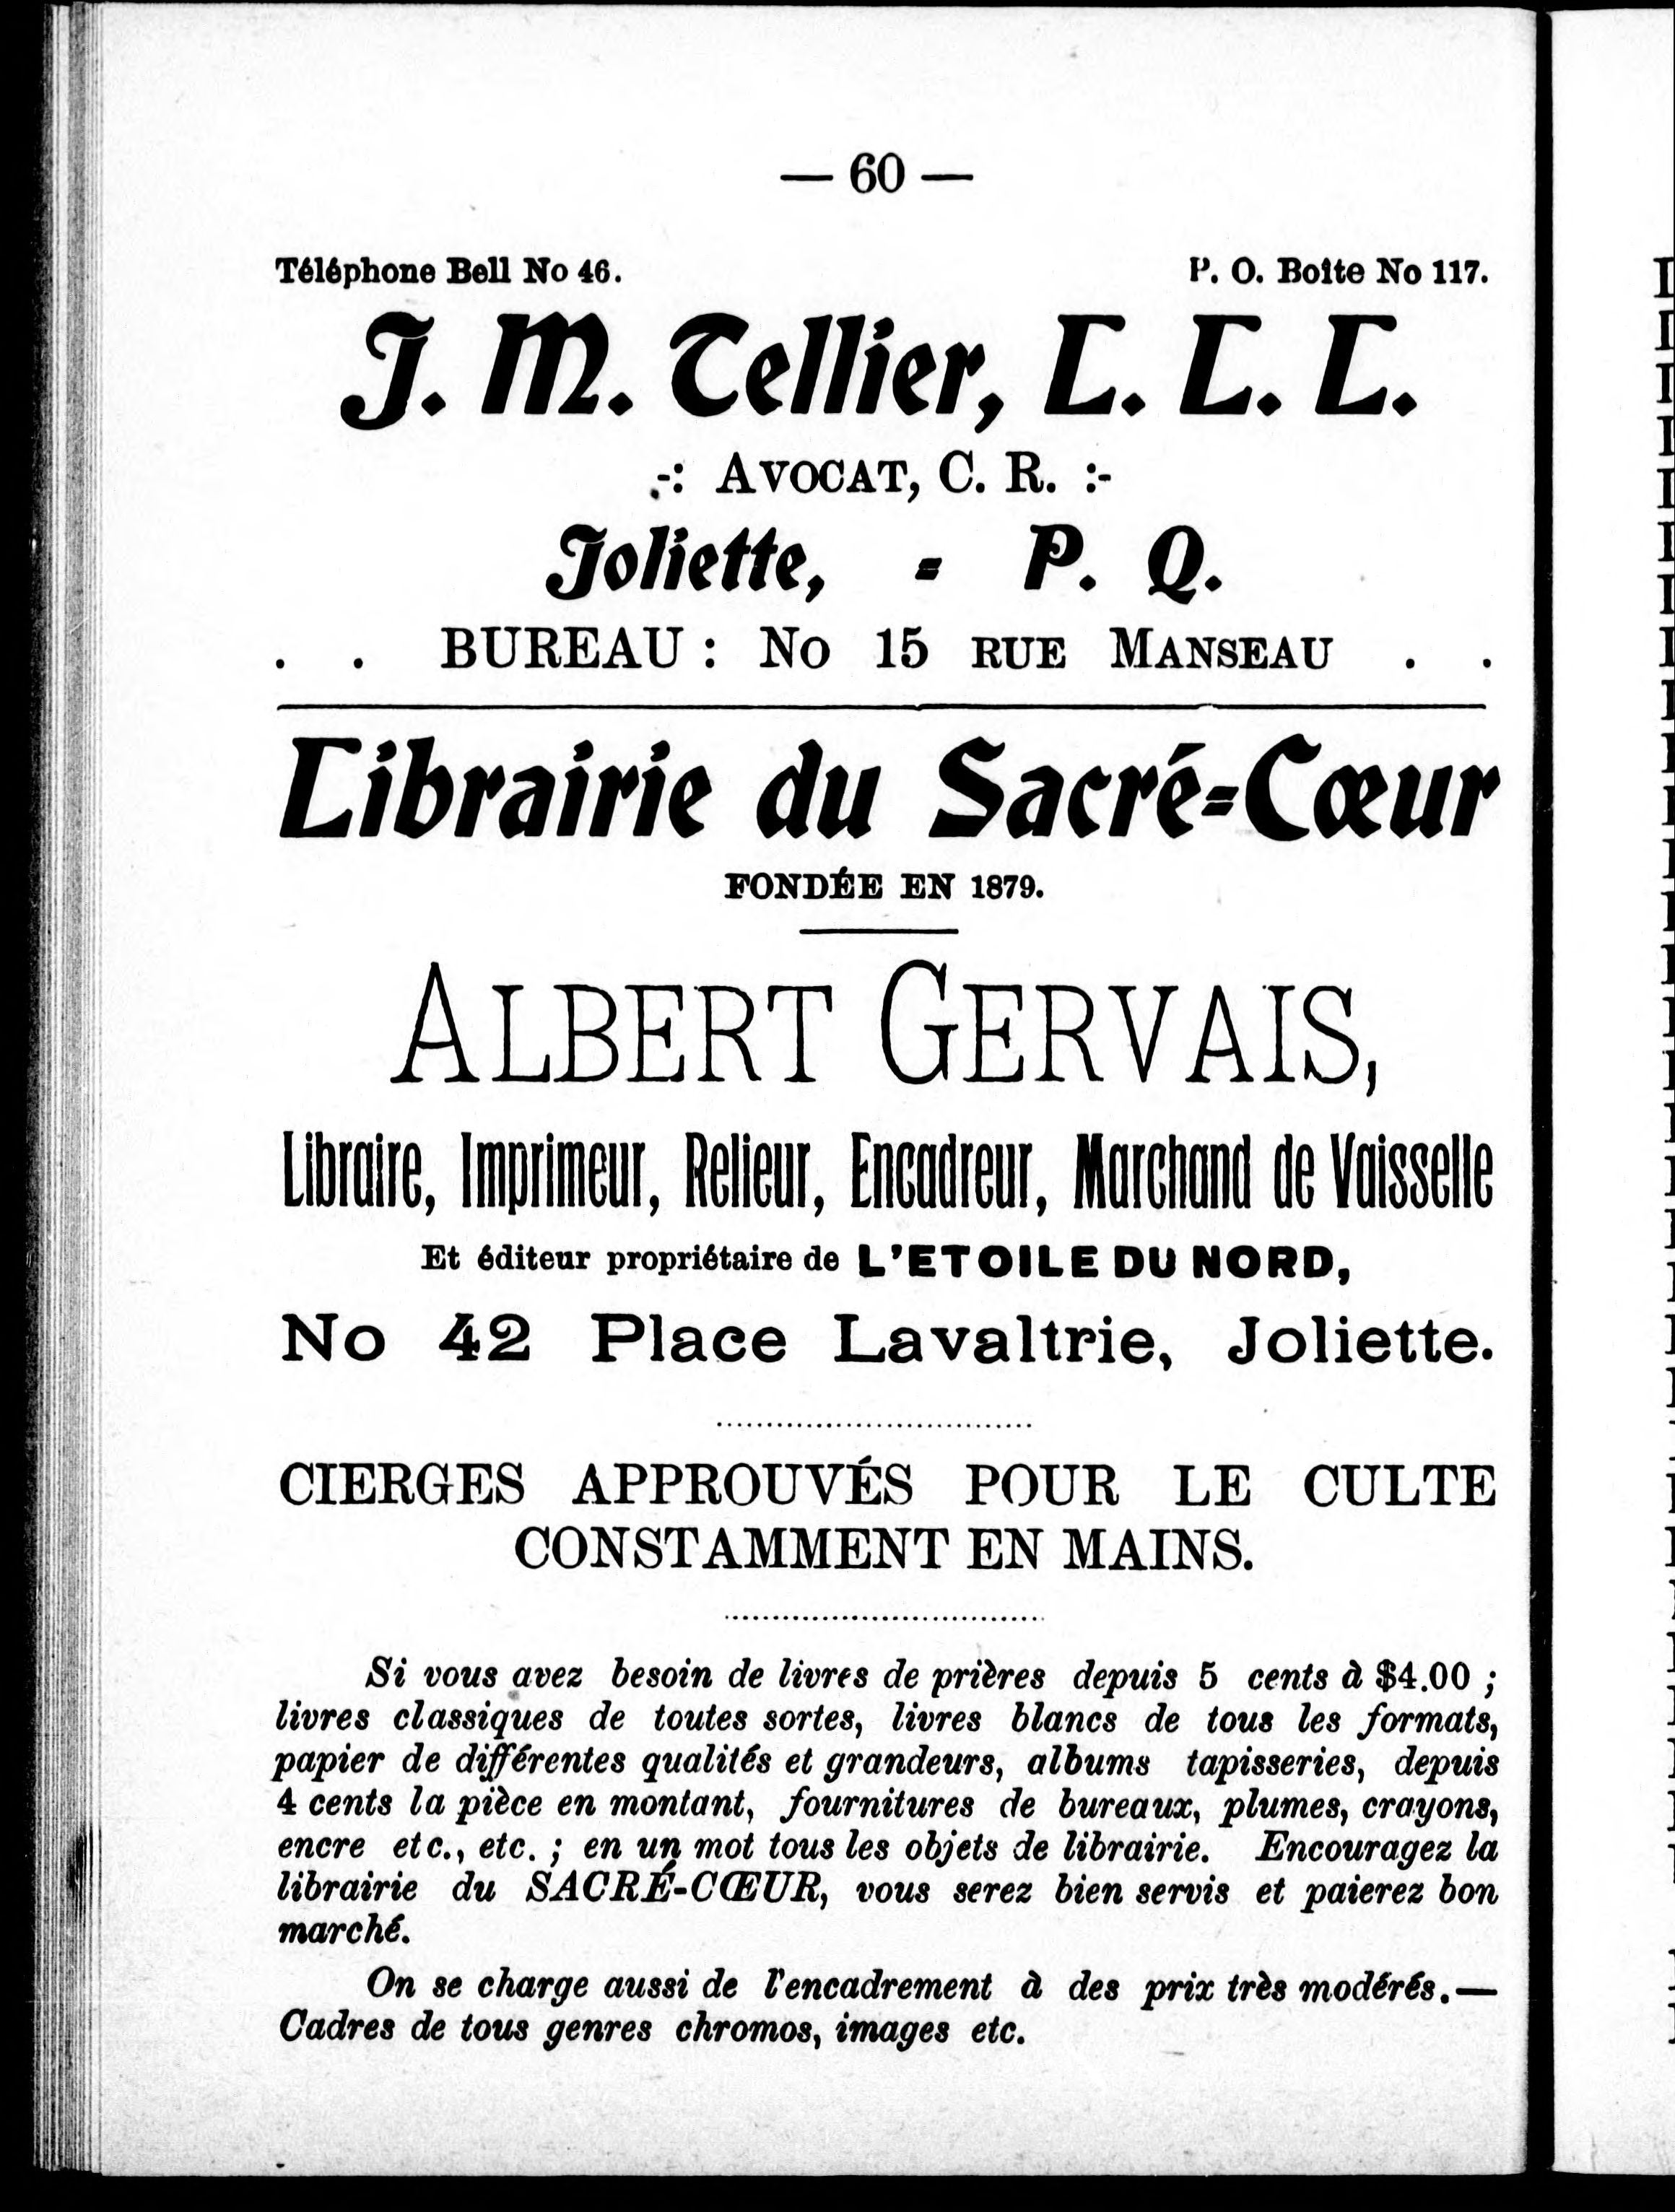 — 60 —
Téléphone Bell No 46. P. O. Boîte No 117.
J. M. Tellier, L. L. L.
-: AVOCAT, C. R. :-
Joliette, = P. Q.
. . BUREAU : No 15 RUE MANSEAU . .
Librairie du Sacré=Cœur
FONDÉE EN 1879.
ALBERT GERVAIS,
Libraire, Imprimeur, Relieur, Encadreur, Marchand de Vaisselle
Et éditeur propriétaire de L'ETOILE DU NORD,
No 42 Place Lavaltrie, Joliette.
CIERGES APPROUVÉS POUR LE CULTE
CONSTAMMENT EN MAINS.
Si vous avez besoin de livres de prières depuis 5 cents à $4.00 ;
livres classiques de toutes sortes, livres blancs de tous les formats,
papier de différentes qualités et grandeurs, albums tapisseries, depuis
4 cents la pièce en montant, fournitures de bureaux, plumes, crayons,
encre etc., etc. ; en un mot tous les objets de librairie. Encouragez la
librairie du SACRÉ-CŒUR, vous serez bien servis et paierez bon
marché.
On se charge aussi de l'encadrement à des prix très modérés.—
Cadres de tous genres chromos, images etc.